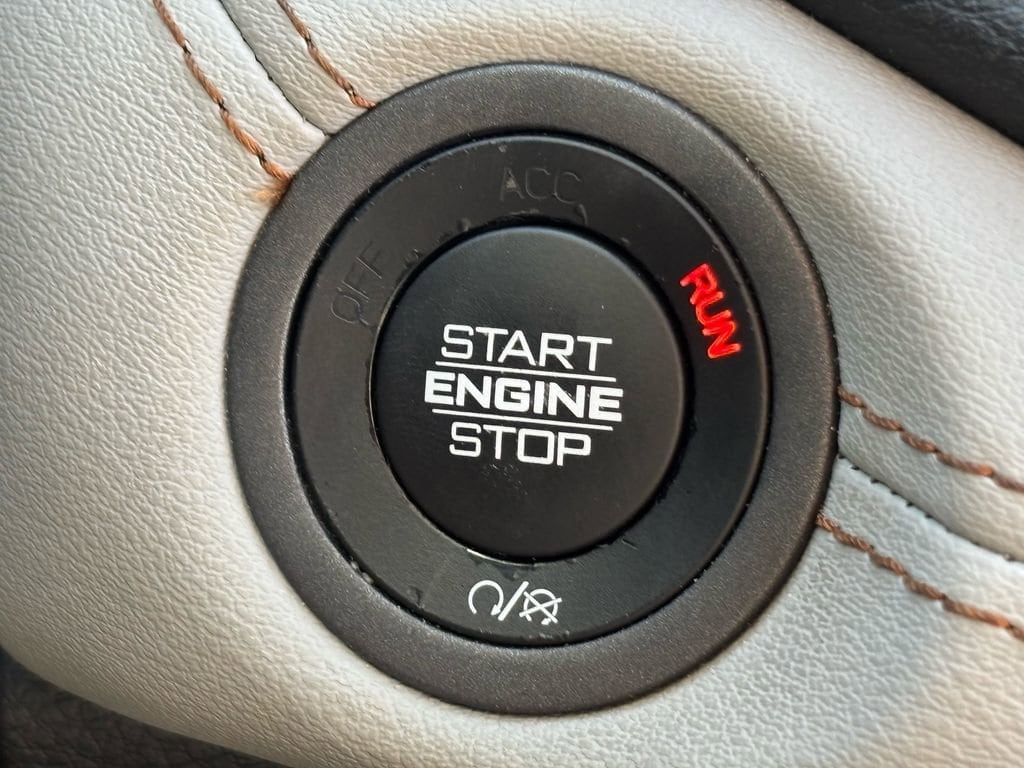 ACC
OFF
RUN
START
ENGINE
STOP